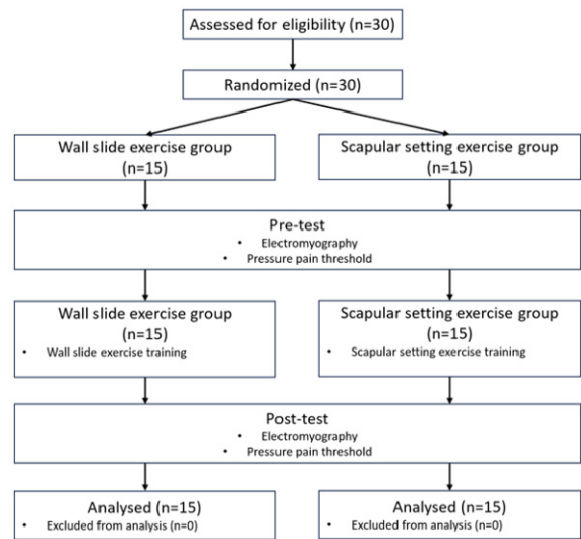 Assessed for eligibility (n=30)
Randomized (n=30)
Wall slide exercise group
(n=15)
Scapular setting exercise group
(n=15)
Pre-test
• Electromyography
• Pressure pain threshold
Wall slide exercise group
(n=15)
• Wall slide exercise training
Scapular setting exercise group
(n=15)
• Scapular setting exercise training
Post-test
• Electromyography
• Pressure pain threshold
Analysed (n=15)
• Excluded from analysis (n=0)
Analysed (n=15)
• Excluded from analysis (n=0)